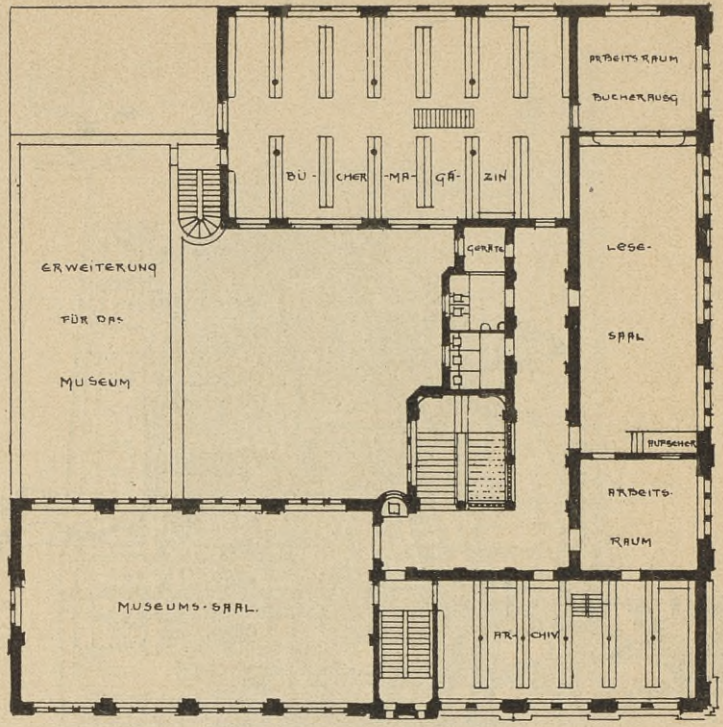 ARBEITSRAUM
BUCHERAUSG
BÜ- CHER -MA- GA- ZIN
GERÄTE
LESE-
SAAL
ERWEITERUNG
FÜR DAS
MUSEUM
AUFSEHER
ARBEITS-
RAUM
MUSEUMS-SAAL.
AR-CHIV